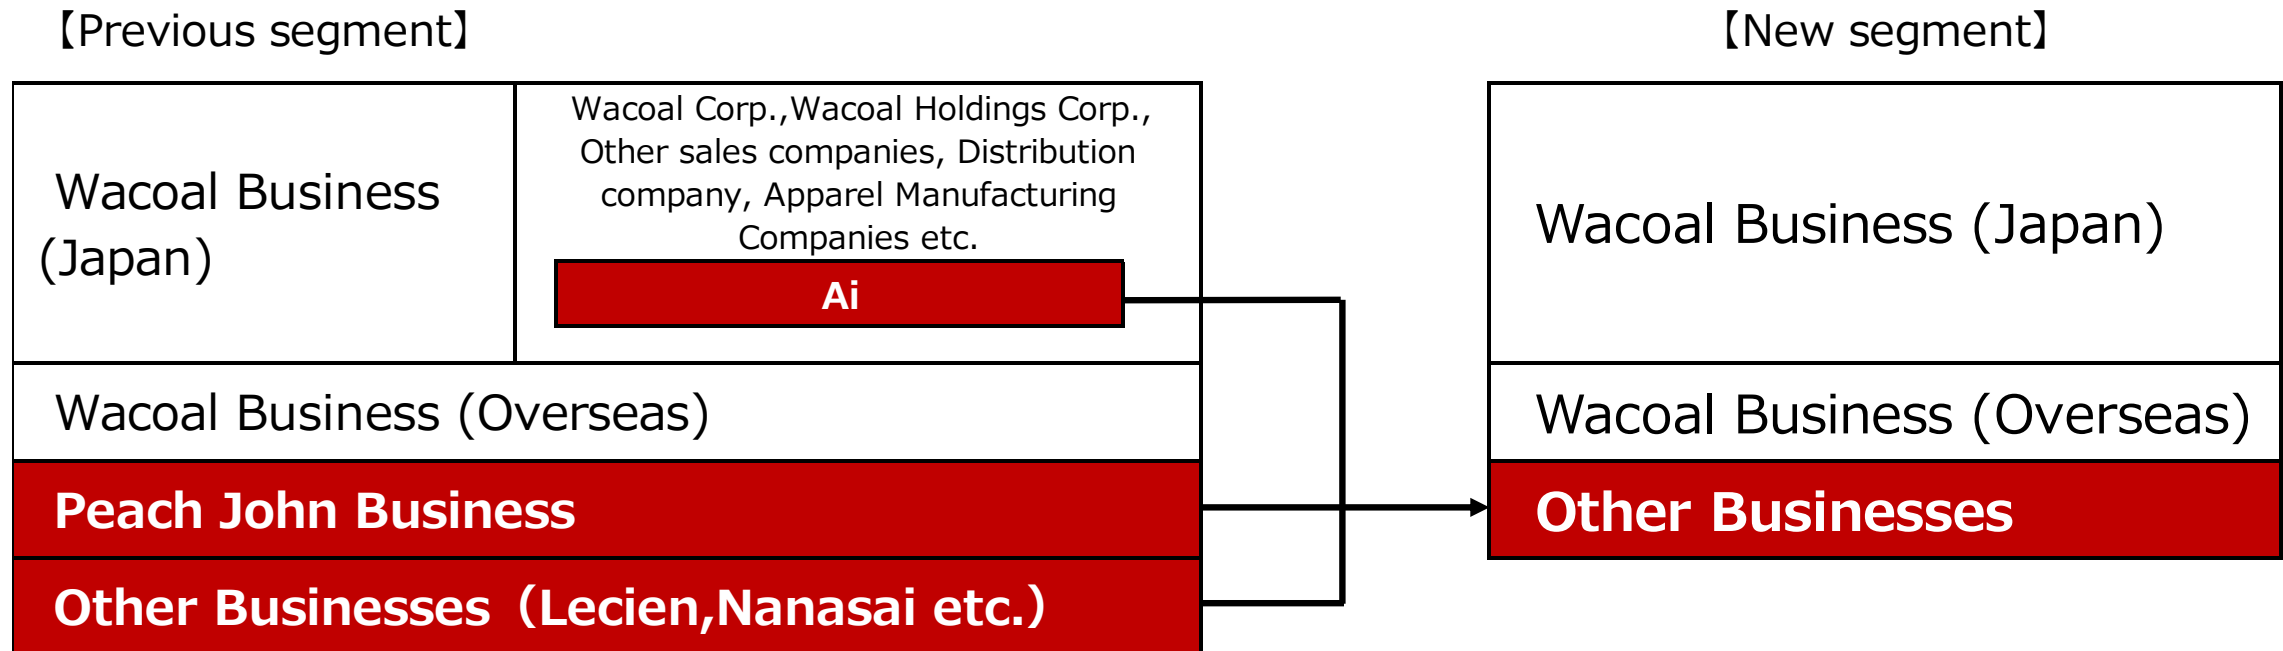 【Previous segment】
【New segment】
Wacoal Business
(Japan)
Wacoal Corp.,Wacoal Holdings Corp.,
Other sales companies, Distribution
company, Apparel Manufacturing
Companies etc.
Ai
Wacoal Business (Overseas)
Peach John Business
Other Businesses（Lecien,Nanasai etc.）
Wacoal Business (Japan)
Wacoal Business (Overseas)
Other Businesses